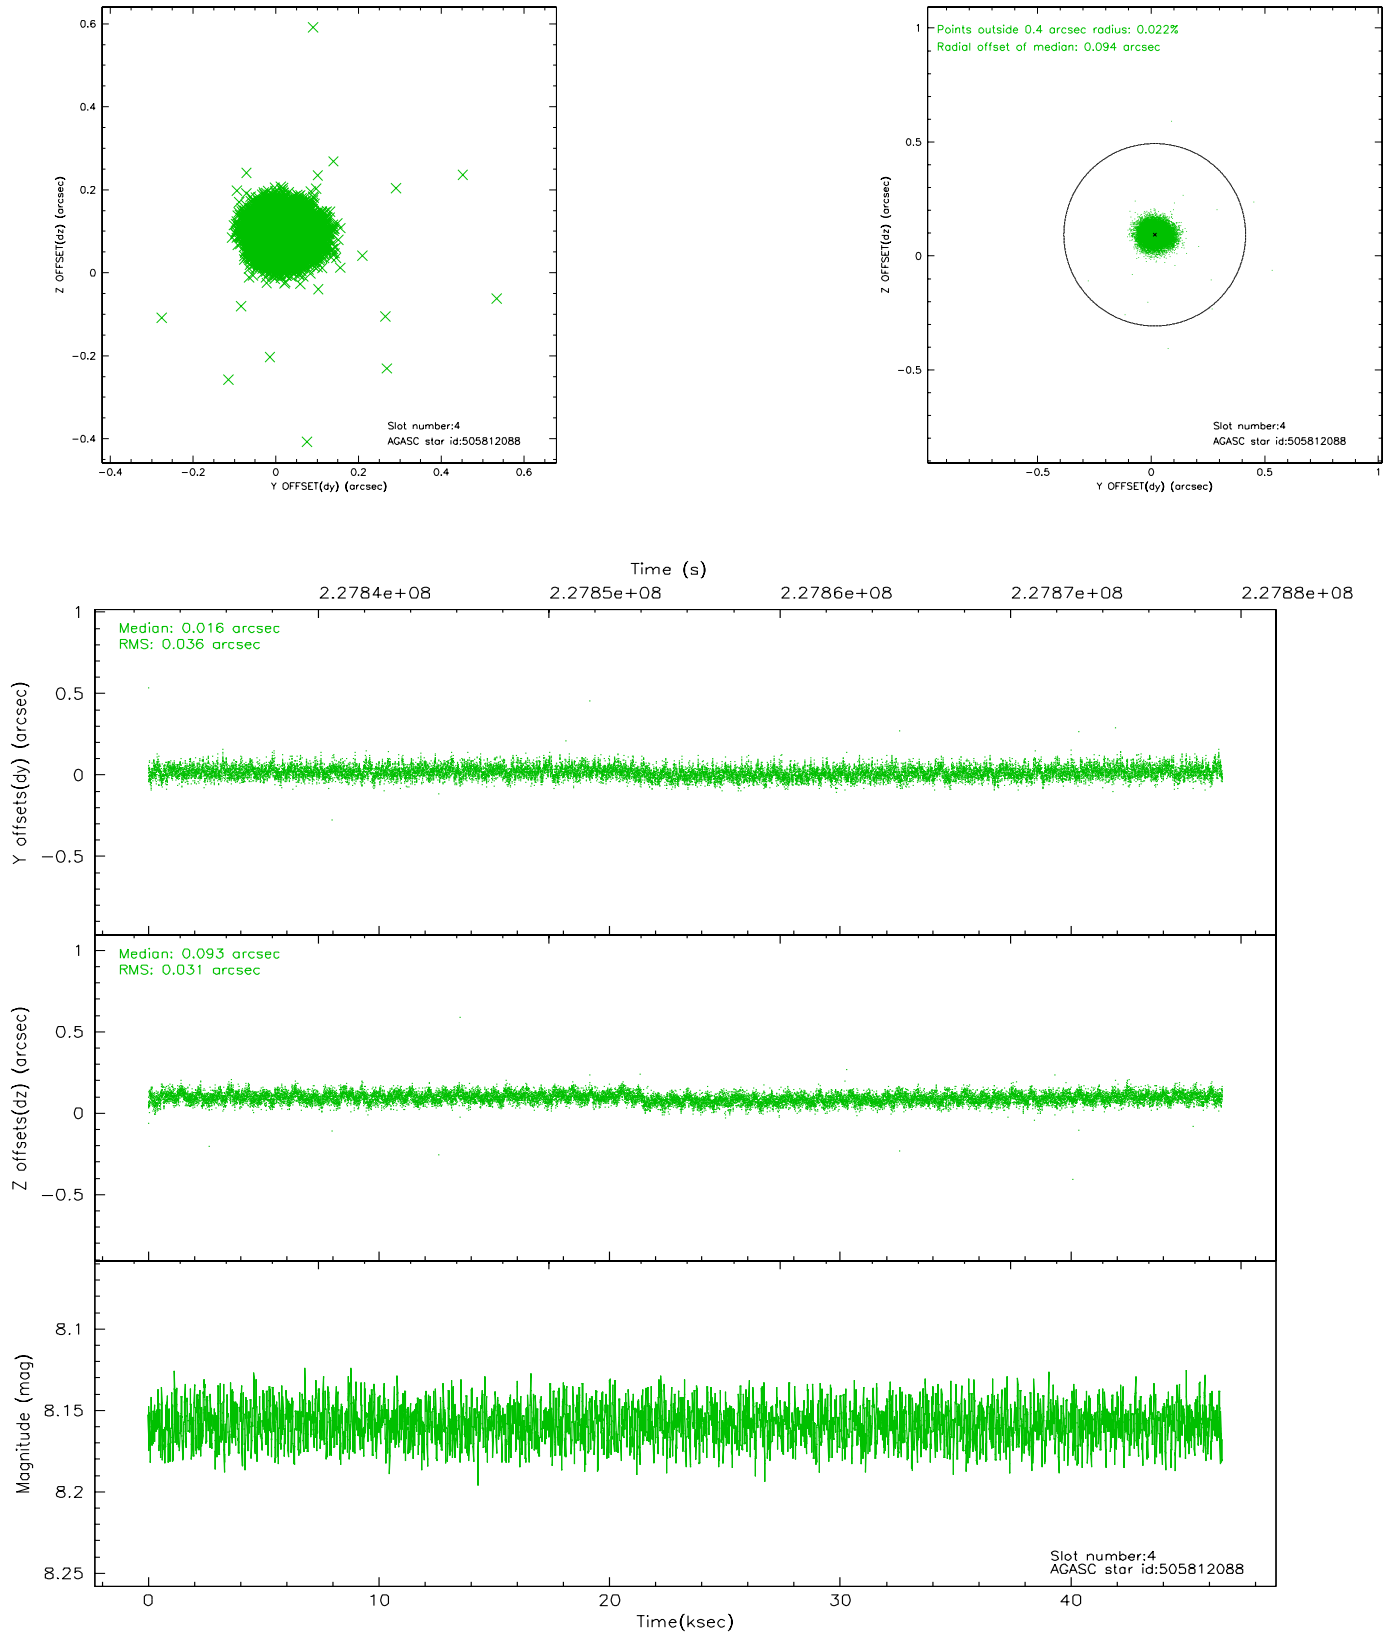 0.6
0.4
0.2
0
−0.2
−0.4
Z OFFSET(dz) (arcsec)
Slot number:4
AGASC star id:505812088
−0.4 −0.2 0 0.2 0.4 0.6
Y OFFSET(dy) (arcsec)
Points outside 0.4 arcsec radius: 0.022%
Radial offset of median: 0.094 arcsec
1
0.5
0
−0.5
Z OFFSET(dz) (arcsec)
Slot number:4
AGASC star id:505812088
−0.5 0 0.5 1
Y OFFSET(dy) (arcsec)
Time (s)
2.2784e+08 2.2785e+08 2.2786e+08 2.2787e+08 2.2788e+08
Median: 0.016 arcsec
RMS: 0.036 arcsec
1
0.5
0
−0.5
Y offsets(dy) (arcsec)
Median: 0.093 arcsec
RMS: 0.031 arcsec
1
0.5
0
−0.5
Z offsets(dz) (arcsec)
8.1
8.15
8.2
8.25
Magnitude (mag)
Slot number:4
AGASC star id:505812088
0 10 20 30 40
Time(ksec)